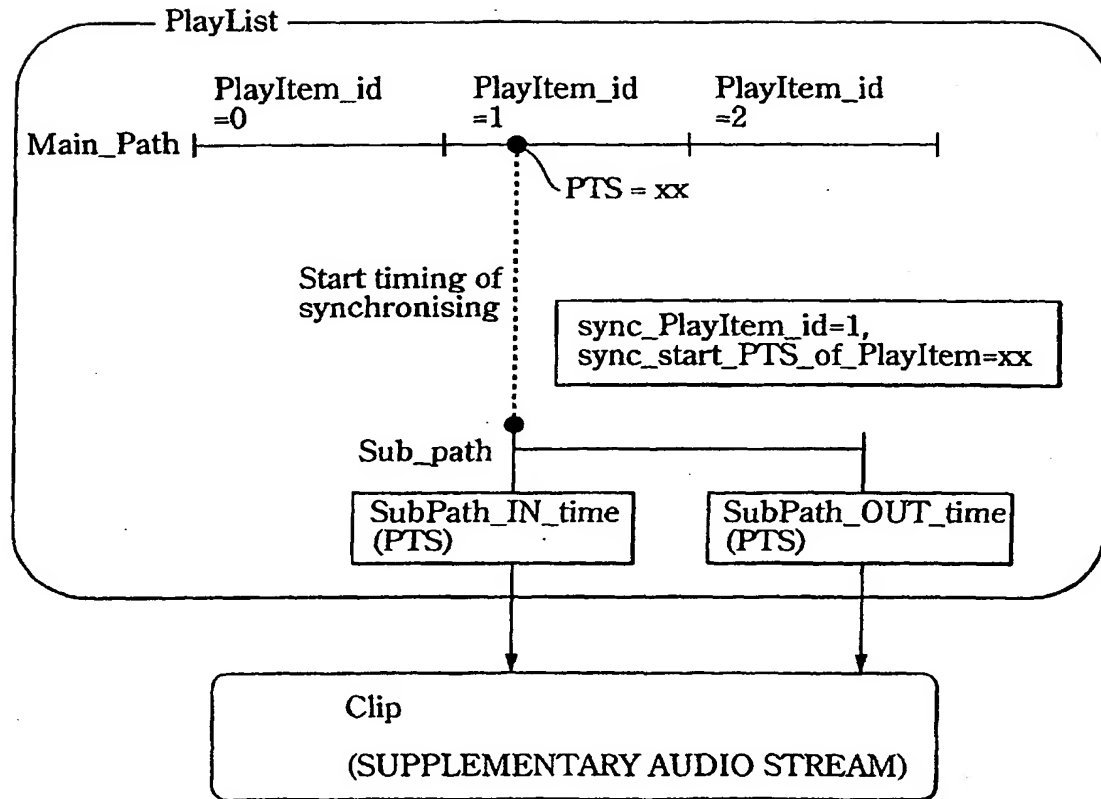 PlayList
PlayItem_id
=0
PlayItem_id
=1
PlayItem_id
=2
Main_Path
PTS = xx
Start timing of
synchronising
sync_PlayItem_id=1,
sync_start_PTS_of_PlayItem=xx
Sub_path
SubPath_IN_time
(PTS)
SubPath_OUT_time
(PTS)
Clip
(SUPPLEMENTARY AUDIO STREAM)